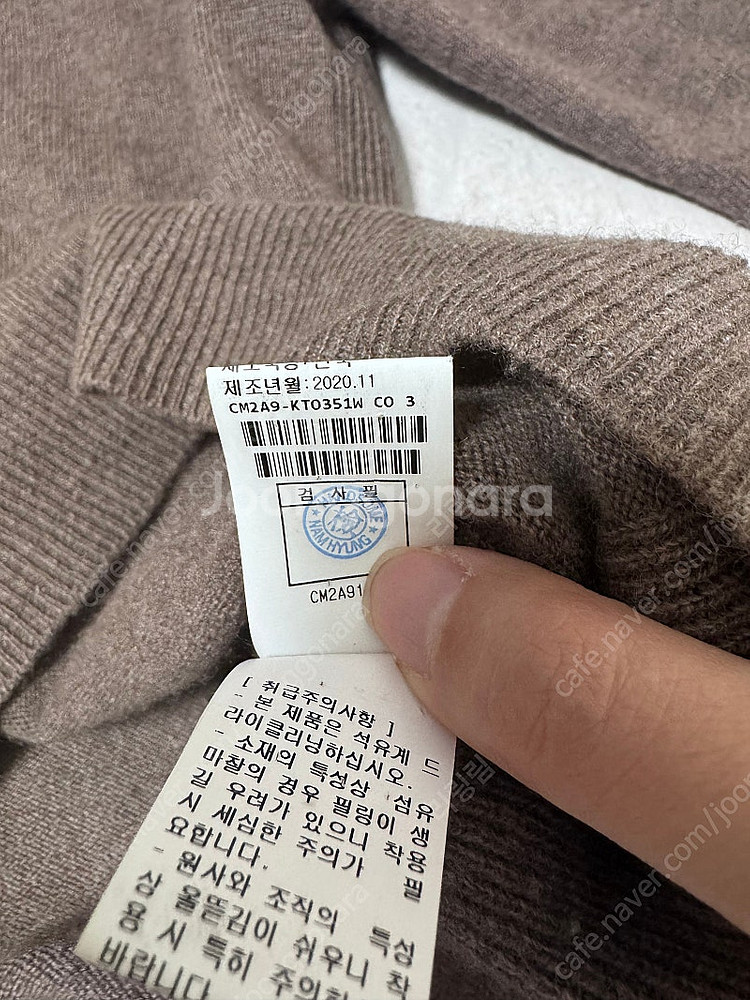 제조년월:2020.11
CM2A9-KT0351W CO 3
검 사 필
NAM HYUNG
CM2A91
[ 취급주의사항 ]
- 본 제품은 석유계 드
라이클리닝하십시오.
- 소재의 특성상 섬유
마찰의 경우 필링이 생
길 우려가 있으니 착용
시 세심한 주의가 필
요합니다.
- 원사와 조직의 특성
상 올뜯김이 쉬우니 착
용 시 특히 주의하
바랍니다
Joonggonara
cafe.naver.com/joonggonara